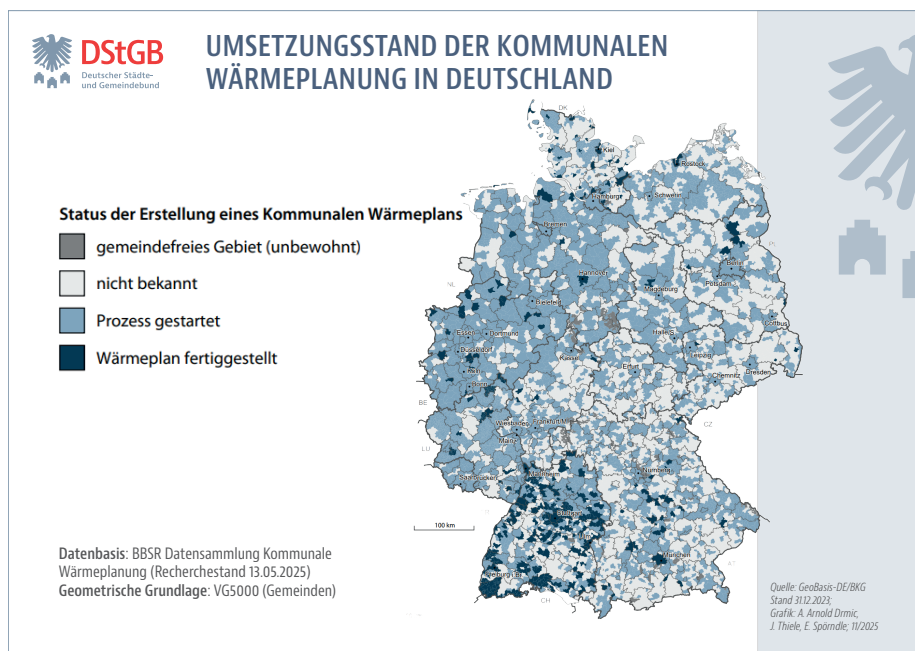 DStGB
Deutscher Städte-
und Gemeindebund
UMSETZUNGSSTAND DER KOMMUNALEN
WÄRMEPLANUNG IN DEUTSCHLAND
Status der Erstellung eines Kommunalen Wärmeplans
gemeindefreies Gebiet (unbewohnt)
nicht bekannt
Prozess gestartet
Wärmeplan fertiggestellt
DK
Kiel
Rostock
Hamburg
Schwerin
Bremen
PL
Berlin
NL
Hannover
Potsdam
Magdeburg
Bielefeld
Cottbus
Essen
Dortmund
Halle/S.
Düsseldorf
Leipzig
Kassel
Erfurt
Dresden
Köln
Chemnitz
Bonn
BE
Wiesbaden
Frankfurt/M.
CZ
Mainz
LU
Mannheim
Nürnberg
Saarbrücken
Stuttgart
Ulm
München
Freiburg i. Br.
AT
CH
100 km
Datenbasis: BBSR Datensammlung Kommunale
Wärmeplanung (Recherchestand 13.05.2025)
Geometrische Grundlage: VG5000 (Gemeinden)
Quelle: GeoBasis-DE/BKG
Stand 31.12.2023;
Grafik: A. Arnold Drmic,
J. Thiele, E. Spörndle; 11/2025